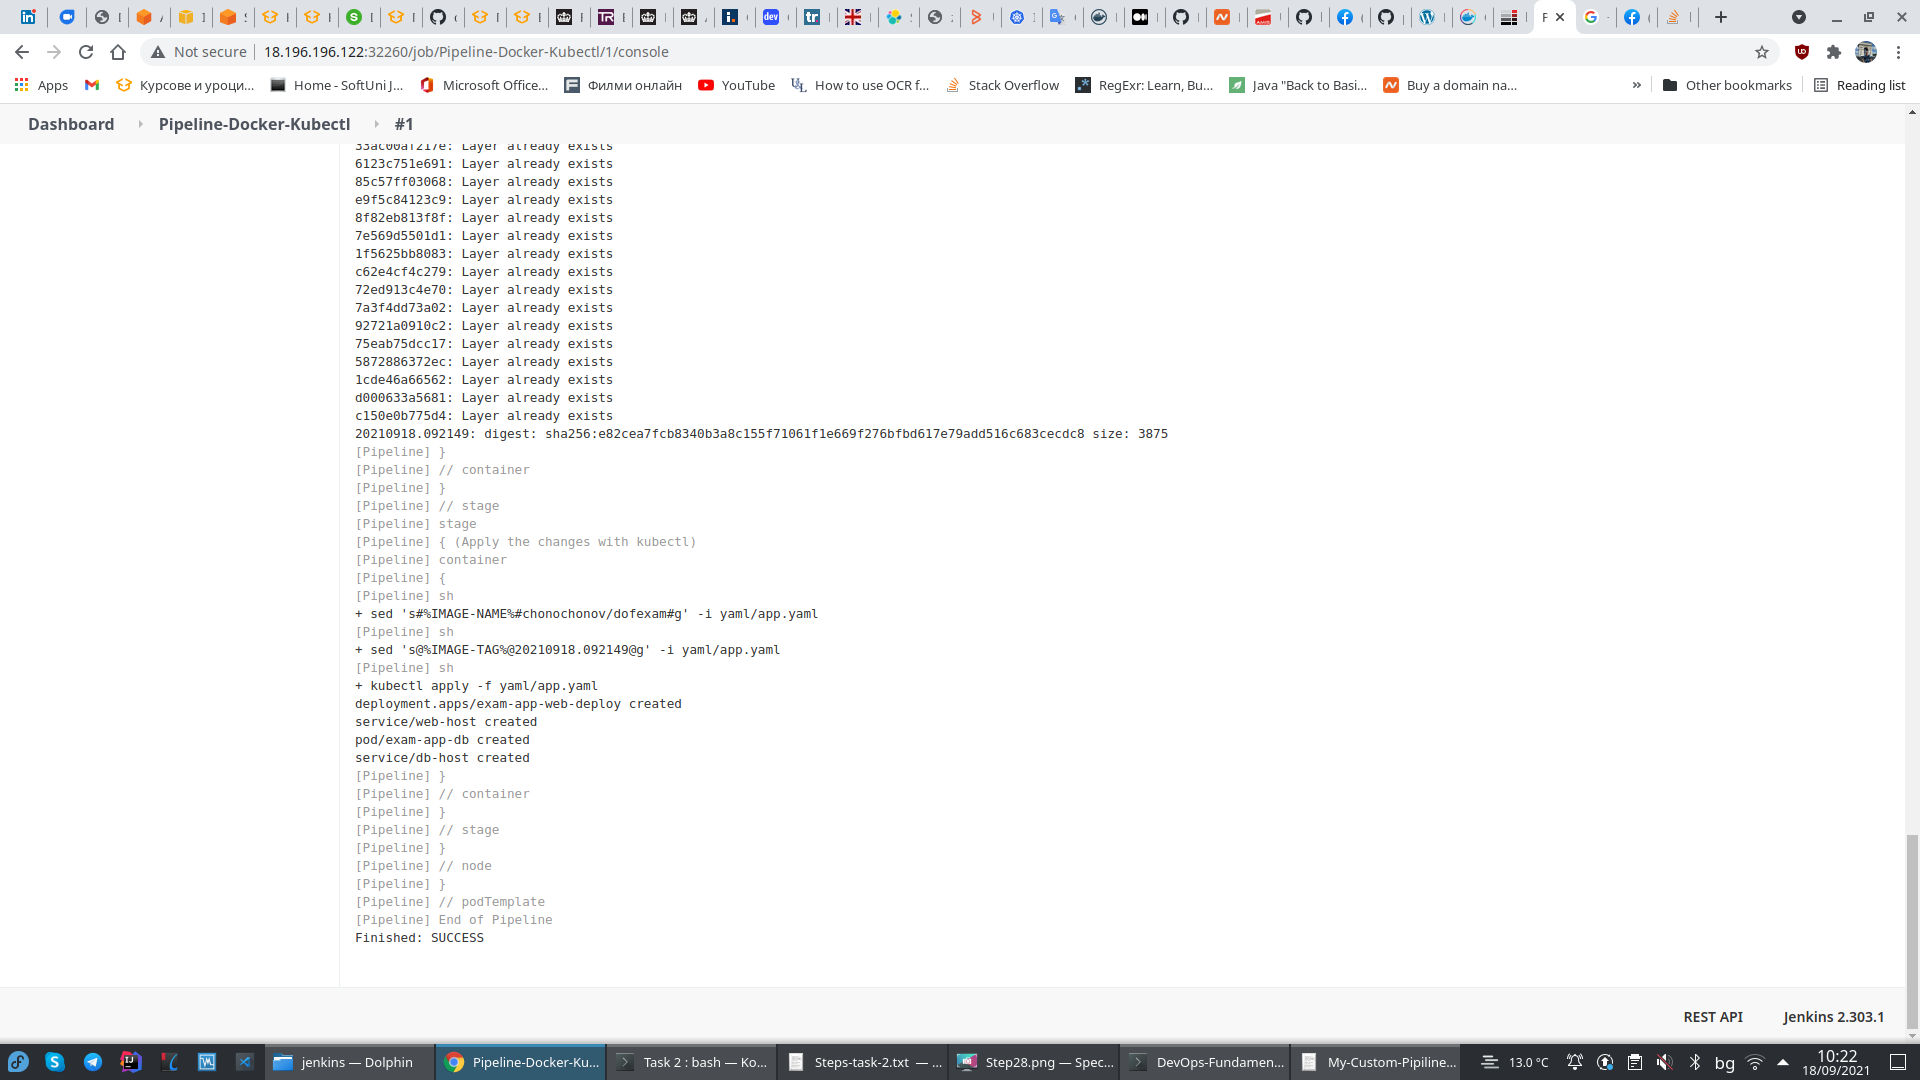 Not secure
18.196.196.122:32260/job/Pipeline-Docker-Kubectl/1/console
Apps
Курсове и уроци...
Home - SoftUni J...
Microsoft Office...
Филми онлайн
YouTube
How to use OCR f...
Stack Overflow
RegExr: Learn, Bu...
Java "Back to Basi...
Buy a domain na...
»
Other bookmarks
Reading list
Dashboard
Pipeline-Docker-Kubectl
#1
33ac00af217e: Layer already exists
6123c751e691: Layer already exists
85c57ff03068: Layer already exists
e9f5c84123c9: Layer already exists
8f82eb813f8f: Layer already exists
7e569d5501d1: Layer already exists
1f5625bb8083: Layer already exists
c62e4cf4c279: Layer already exists
72ed913c4e70: Layer already exists
7a3f4dd73a02: Layer already exists
92721a0910c2: Layer already exists
75eab75dcc17: Layer already exists
5872886372ec: Layer already exists
1cde46a66562: Layer already exists
d000633a5681: Layer already exists
c150e0b775d4: Layer already exists
20210918.092149: digest: sha256:e82cea7fcb8340b3a8c155f71061f1e669f276bfbd617e79add516c683cecdc8 size: 3875
[Pipeline] }
[Pipeline] // container
[Pipeline] }
[Pipeline] // stage
[Pipeline] stage
[Pipeline] { (Apply the changes with kubectl)
[Pipeline] container
[Pipeline] {
[Pipeline] sh
+ sed 's#%IMAGE-NAME%#chonochonov/dofexam#g' -i yaml/app.yaml
[Pipeline] sh
+ sed 's@%IMAGE-TAG%@20210918.092149@g' -i yaml/app.yaml
[Pipeline] sh
+ kubectl apply -f yaml/app.yaml
deployment.apps/exam-app-web-deploy created
service/web-host created
pod/exam-app-db created
service/db-host created
[Pipeline] }
[Pipeline] // container
[Pipeline] }
[Pipeline] // stage
[Pipeline] }
[Pipeline] // node
[Pipeline] }
[Pipeline] // podTemplate
[Pipeline] End of Pipeline
Finished: SUCCESS
REST API
Jenkins 2.303.1
jenkins — Dolphin
Pipeline-Docker-Ku...
Task 2 : bash — Ko...
Steps-task-2.txt — ...
Step28.png — Spec...
DevOps-Fundamen...
My-Custom-Pipiline...
13.0 °C
bg
10:22
18/09/2021